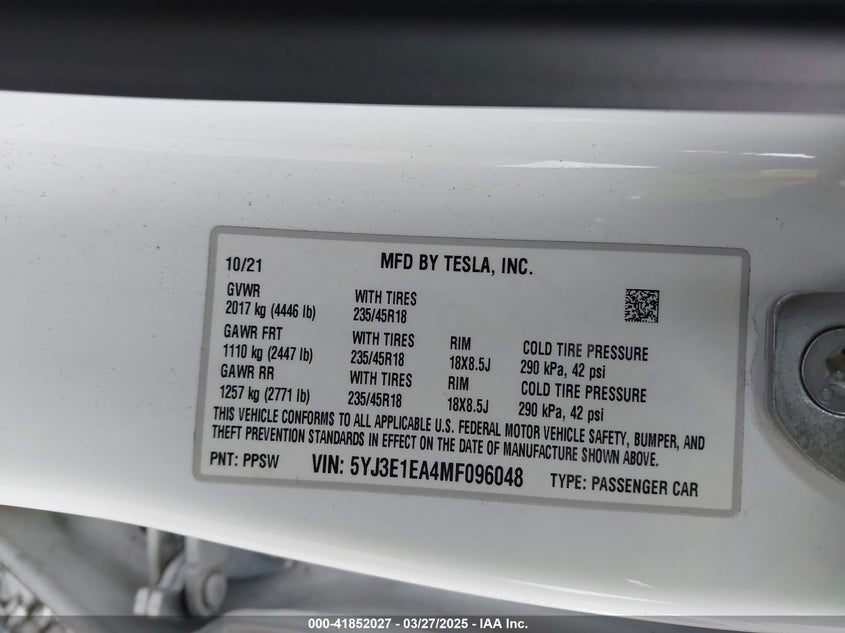 10/21 MFD BY TESLA, INC.
GVWR
2017 kg (4446 lb) WITH TIRES 235/45R18
GAWR FRT
1110 kg (2447 lb) WITH TIRES 235/45R18 RIM 18X8.5J COLD TIRE PRESSURE 290 kPa, 42 psi
GAWR RR
1257 kg (2771 lb) WITH TIRES 235/45R18 RIM 18X8.5J COLD TIRE PRESSURE 290 kPa, 42 psi
THIS VEHICLE CONFORMS TO ALL APPLICABLE U.S. FEDERAL MOTOR VEHICLE SAFETY, BUMPER, AND
THEFT PREVENTION STANDARDS IN EFFECT ON THE DATE OF MANUFACTURE SHOWN ABOVE.
PNT: PPSW VIN: 5YJ3E1EA4MF096048 TYPE: PASSENGER CAR
000-41852027 - 03/27/2025 - IAA Inc.